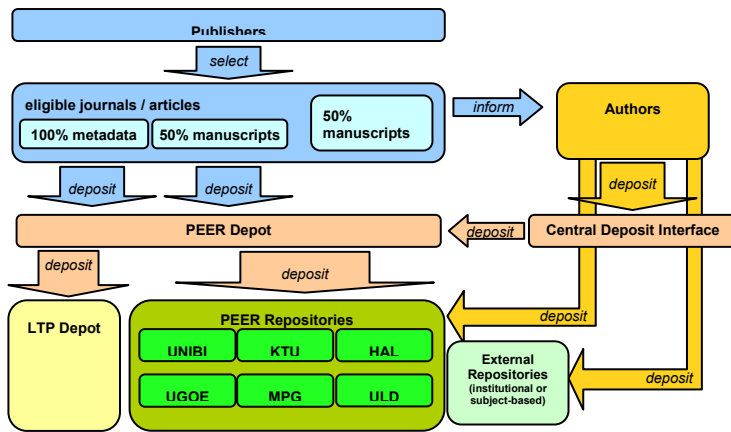 Publishers
select
eligible journals / articles
100% metadata
50% manuscripts
50%
manuscripts
inform
Authors
deposit
deposit
deposit
PEER Depot
deposit
Central Deposit Interface
deposit
deposit
LTP Depot
PEER Repositories
UNIBI
KTU
HAL
UGOE
MPG
ULD
deposit
External
Repositories
(institutional or
subject-based)
deposit